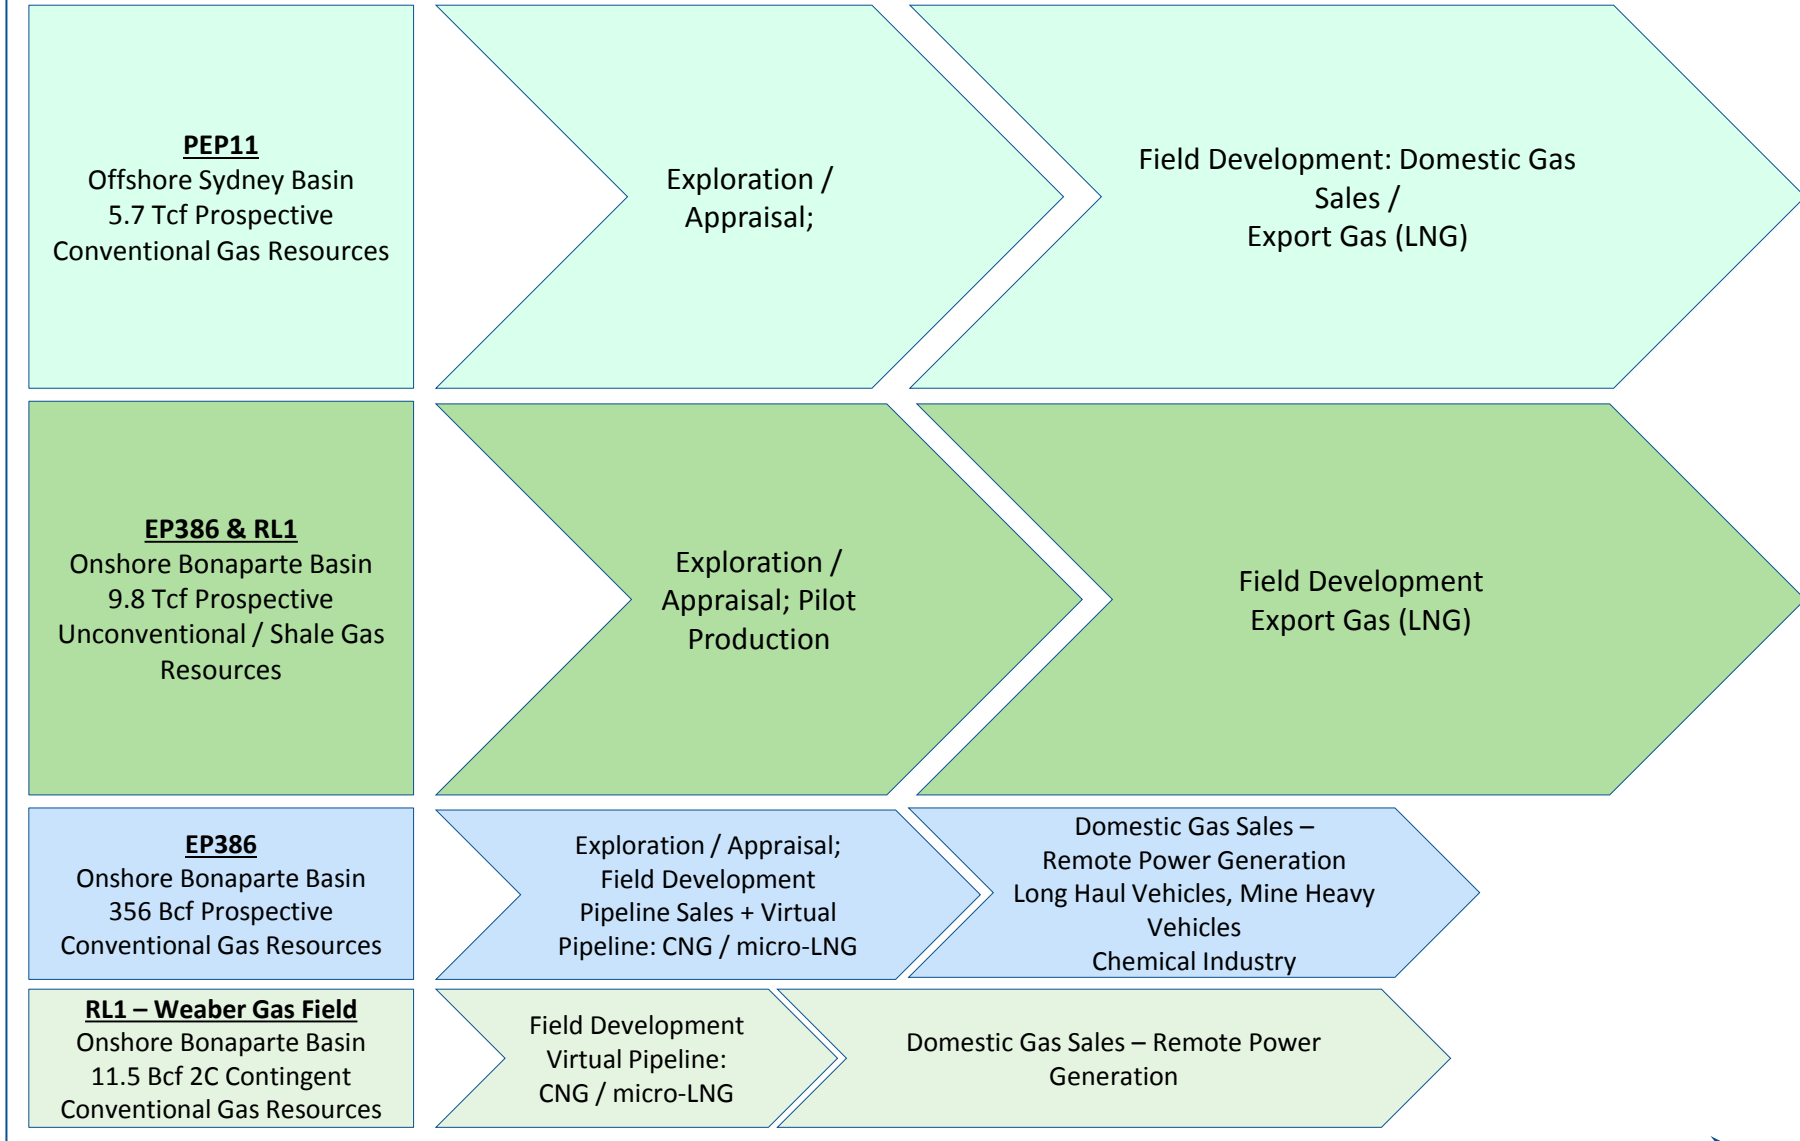 PEP11
Offshore Sydney Basin
5.7 Tcf Prospective
Conventional Gas Resources
Exploration /
Appraisal;
Field Development: Domestic Gas
Sales /
Export Gas (LNG)
EP386 & RL1
Onshore Bonaparte Basin
9.8 Tcf Prospective
Unconventional / Shale Gas
Resources
Exploration /
Appraisal; Pilot
Production
Field Development
Export Gas (LNG)
EP386
Onshore Bonaparte Basin
356 Bcf Prospective
Conventional Gas Resources
Exploration / Appraisal;
Field Development
Pipeline Sales + Virtual
Pipeline: CNG / micro-LNG
Domestic Gas Sales –
Remote Power Generation
Long Haul Vehicles, Mine Heavy
Vehicles
Chemical Industry
RL1 – Weaber Gas Field
Onshore Bonaparte Basin
11.5 Bcf 2C Contingent
Conventional Gas Resources
Field Development
Virtual Pipeline:
CNG / micro-LNG
Domestic Gas Sales – Remote Power
Generation